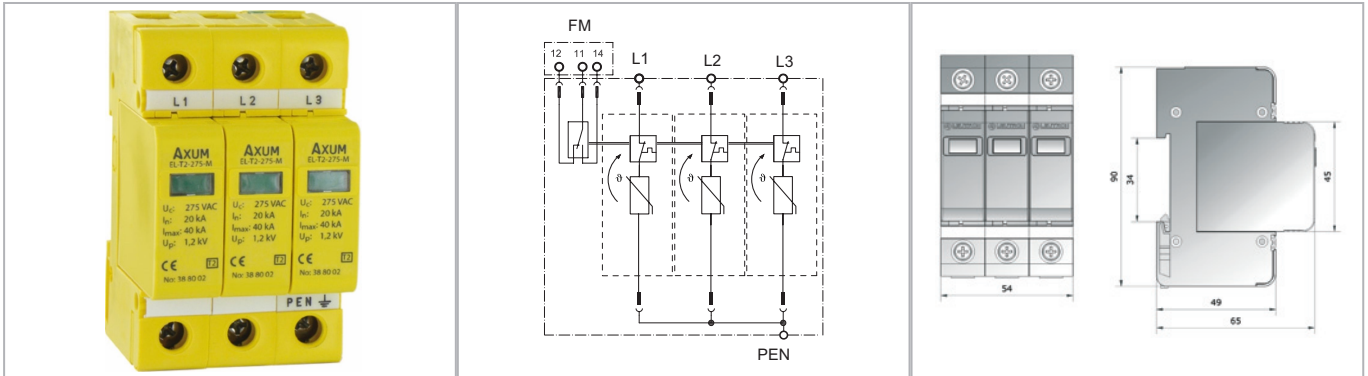 L1 L2 L3
AXUM AXUM AXUM
EL-T2-275-M EL-T2-275-M EL-T2-275-M
Uc: 275 VAC Uc: 275 VAC Uc: 275 VAC
In: 20 kA In: 20 kA In: 20 kA
Imax: 40 kA Imax: 40 kA Imax: 40 kA
Up: 1,2 kV Up: 1,2 kV Up: 1,2 kV
CE T2 CE T2 CE T2
No: 38 80 02 No: 38 80 02 No: 38 80 02
PEN
FM
12 11 14
L1 L2 L3
ϑ ϑ ϑ
PEN
54
90
34
45
49
65